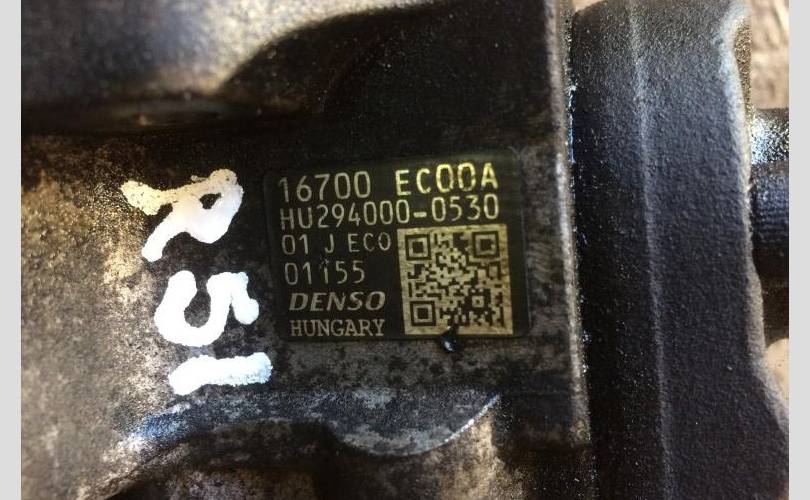 R51
16700 EC00A
HU294000-0530
01 J ECO
01155
DENSO
HUNGARY